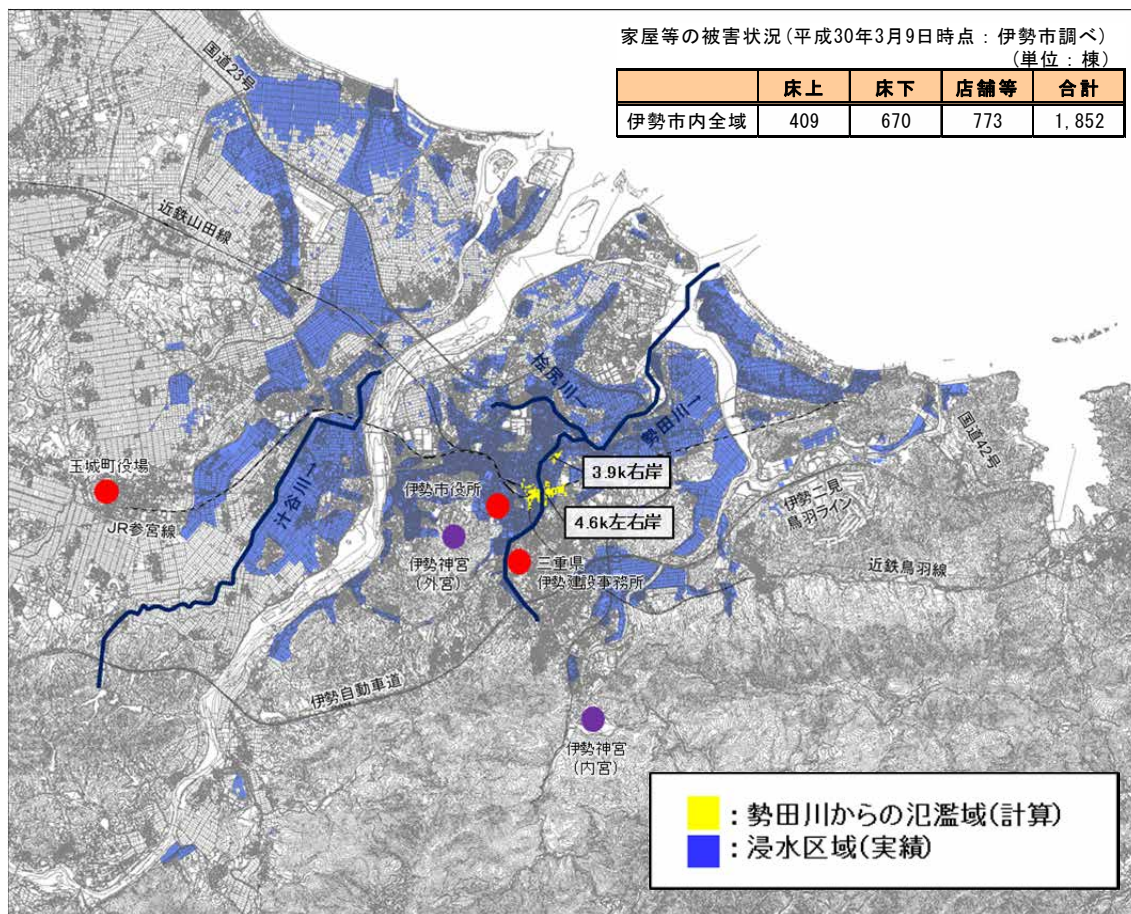 家屋等の被害状況(平成30年3月9日時点:伊勢市調べ)
(単位:棟)
床上 床下 店舗等 合計
伊勢市内全域 409 670 773 1,852
国道23号
近鉄山田線
桧尻川→
勢田川→
国道42号
3.9k右岸
玉城町役場
伊勢市役所
汁谷川→
4.6k左右岸
伊勢二見
鳥羽ライン
JR参宮線
伊勢神宮
(外宮)
三重県
伊勢建設事務所
近鉄鳥羽線
伊勢自動車道
伊勢神宮
(内宮)
:勢田川からの氾濫域(計算)
:浸水区域(実績)